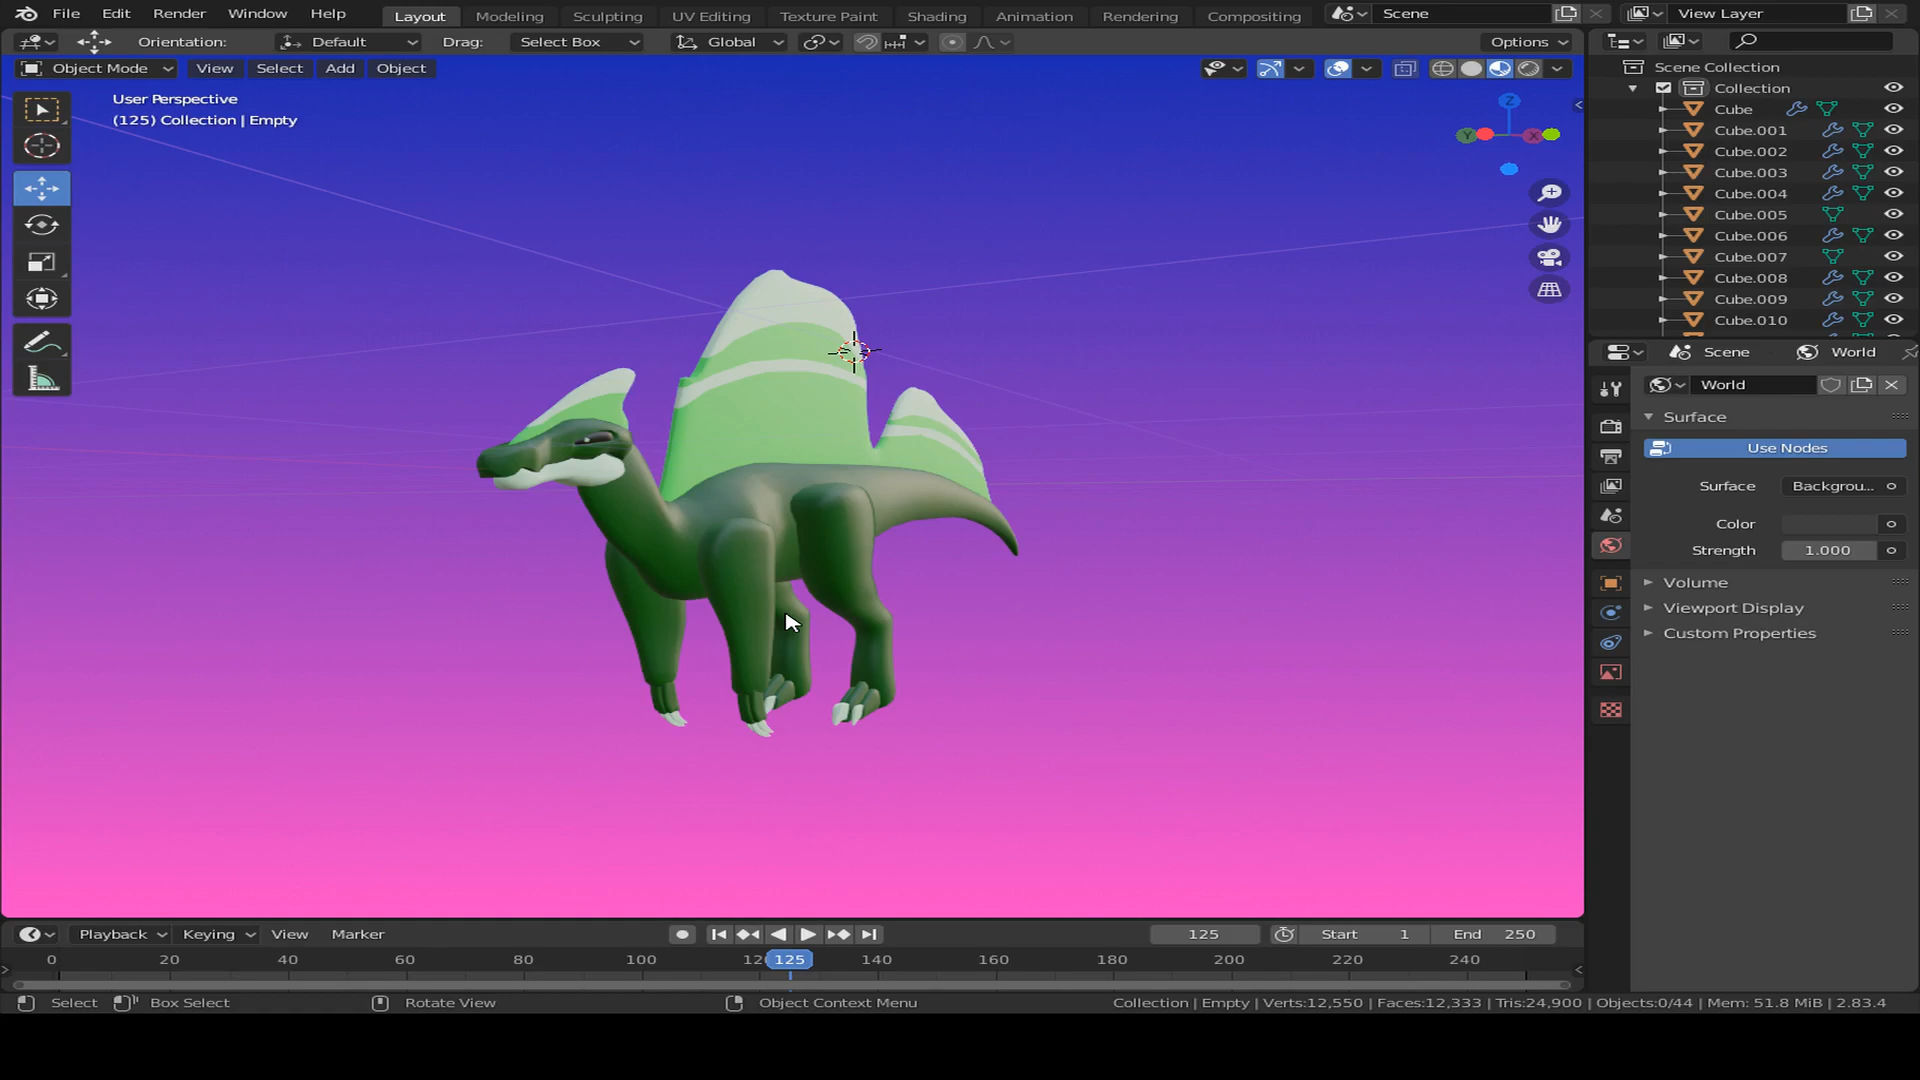 File Edit Render Window Help Layout Modeling Sculpting UV Editing Texture Paint Shading Animation Rendering Compositing Scene View Layer
Orientation: Default Drag: Select Box Global Options
Object Mode View Select Add Object
User Perspective
(125) Collection | Empty
Z
Y X
Scene Collection
Collection
Cube
Cube.001
Cube.002
Cube.003
Cube.004
Cube.005
Cube.006
Cube.007
Cube.008
Cube.009
Cube.010
Scene World
World
Surface
Use Nodes
Surface Backgrou...
Color
Strength 1.000
Volume
Viewport Display
Custom Properties
Playback Keying View Marker 125 Start 1 End 250
0 20 40 60 80 100 125 140 160 180 200 220 240
Select Box Select Rotate View Object Context Menu Collection | Empty | Verts:12,550 | Faces:12,333 | Tris:24,900 | Objects:0/44 | Mem: 51.8 MiB | 2.83.4